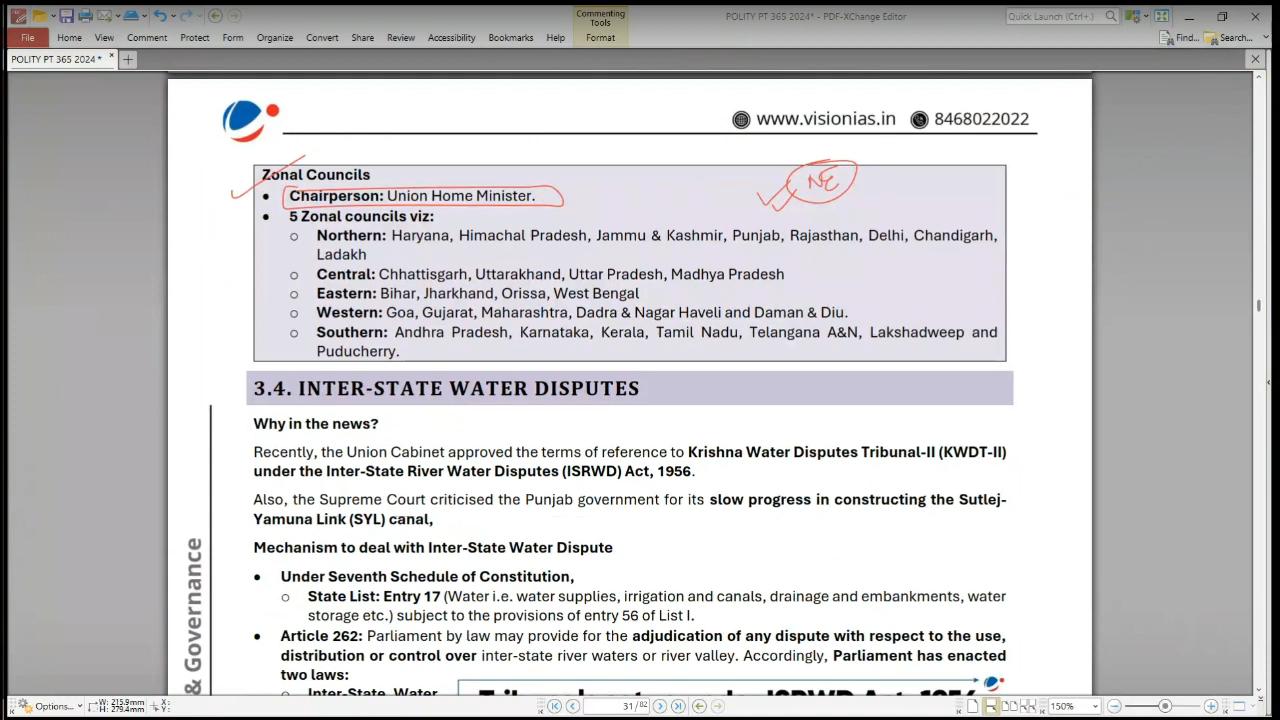 Commenting
Tools
POLITY PT 365 2024* - PDF-XChange Editor
Quick Launch (Ctrl+.)
File Home View Comment Protect Form Organize Convert Share Review Accessibility Bookmarks Help Format
Find... Search...
POLITY PT 365 2024 *
www.visionias.in 8468022022
Zonal Councils
NE
• Chairperson: Union Home Minister.
• 5 Zonal councils viz:
o Northern: Haryana, Himachal Pradesh, Jammu & Kashmir, Punjab, Rajasthan, Delhi, Chandigarh,
Ladakh
o Central: Chhattisgarh, Uttarakhand, Uttar Pradesh, Madhya Pradesh
o Eastern: Bihar, Jharkhand, Orissa, West Bengal
o Western: Goa, Gujarat, Maharashtra, Dadra & Nagar Haveli and Daman & Diu.
o Southern: Andhra Pradesh, Karnataka, Kerala, Tamil Nadu, Telangana A&N, Lakshadweep and
Puducherry.
3.4. INTER-STATE WATER DISPUTES
Why in the news?
Recently, the Union Cabinet approved the terms of reference to Krishna Water Disputes Tribunal-II (KWDT-II)
under the Inter-State River Water Disputes (ISRWD) Act, 1956.
Also, the Supreme Court criticised the Punjab government for its slow progress in constructing the Sutlej-
Yamuna Link (SYL) canal,
Mechanism to deal with Inter-State Water Dispute
• Under Seventh Schedule of Constitution,
o State List: Entry 17 (Water i.e. water supplies, irrigation and canals, drainage and embankments, water
storage etc.) subject to the provisions of entry 56 of List I.
• Article 262: Parliament by law may provide for the adjudication of any dispute with respect to the use,
distribution or control over inter-state river waters or river valley. Accordingly, Parliament has enacted
two laws:
o Inter-State Water
& Governance
Options... W: 215.9mm X:
H: 279.4mm Y:
31 / 82
150%